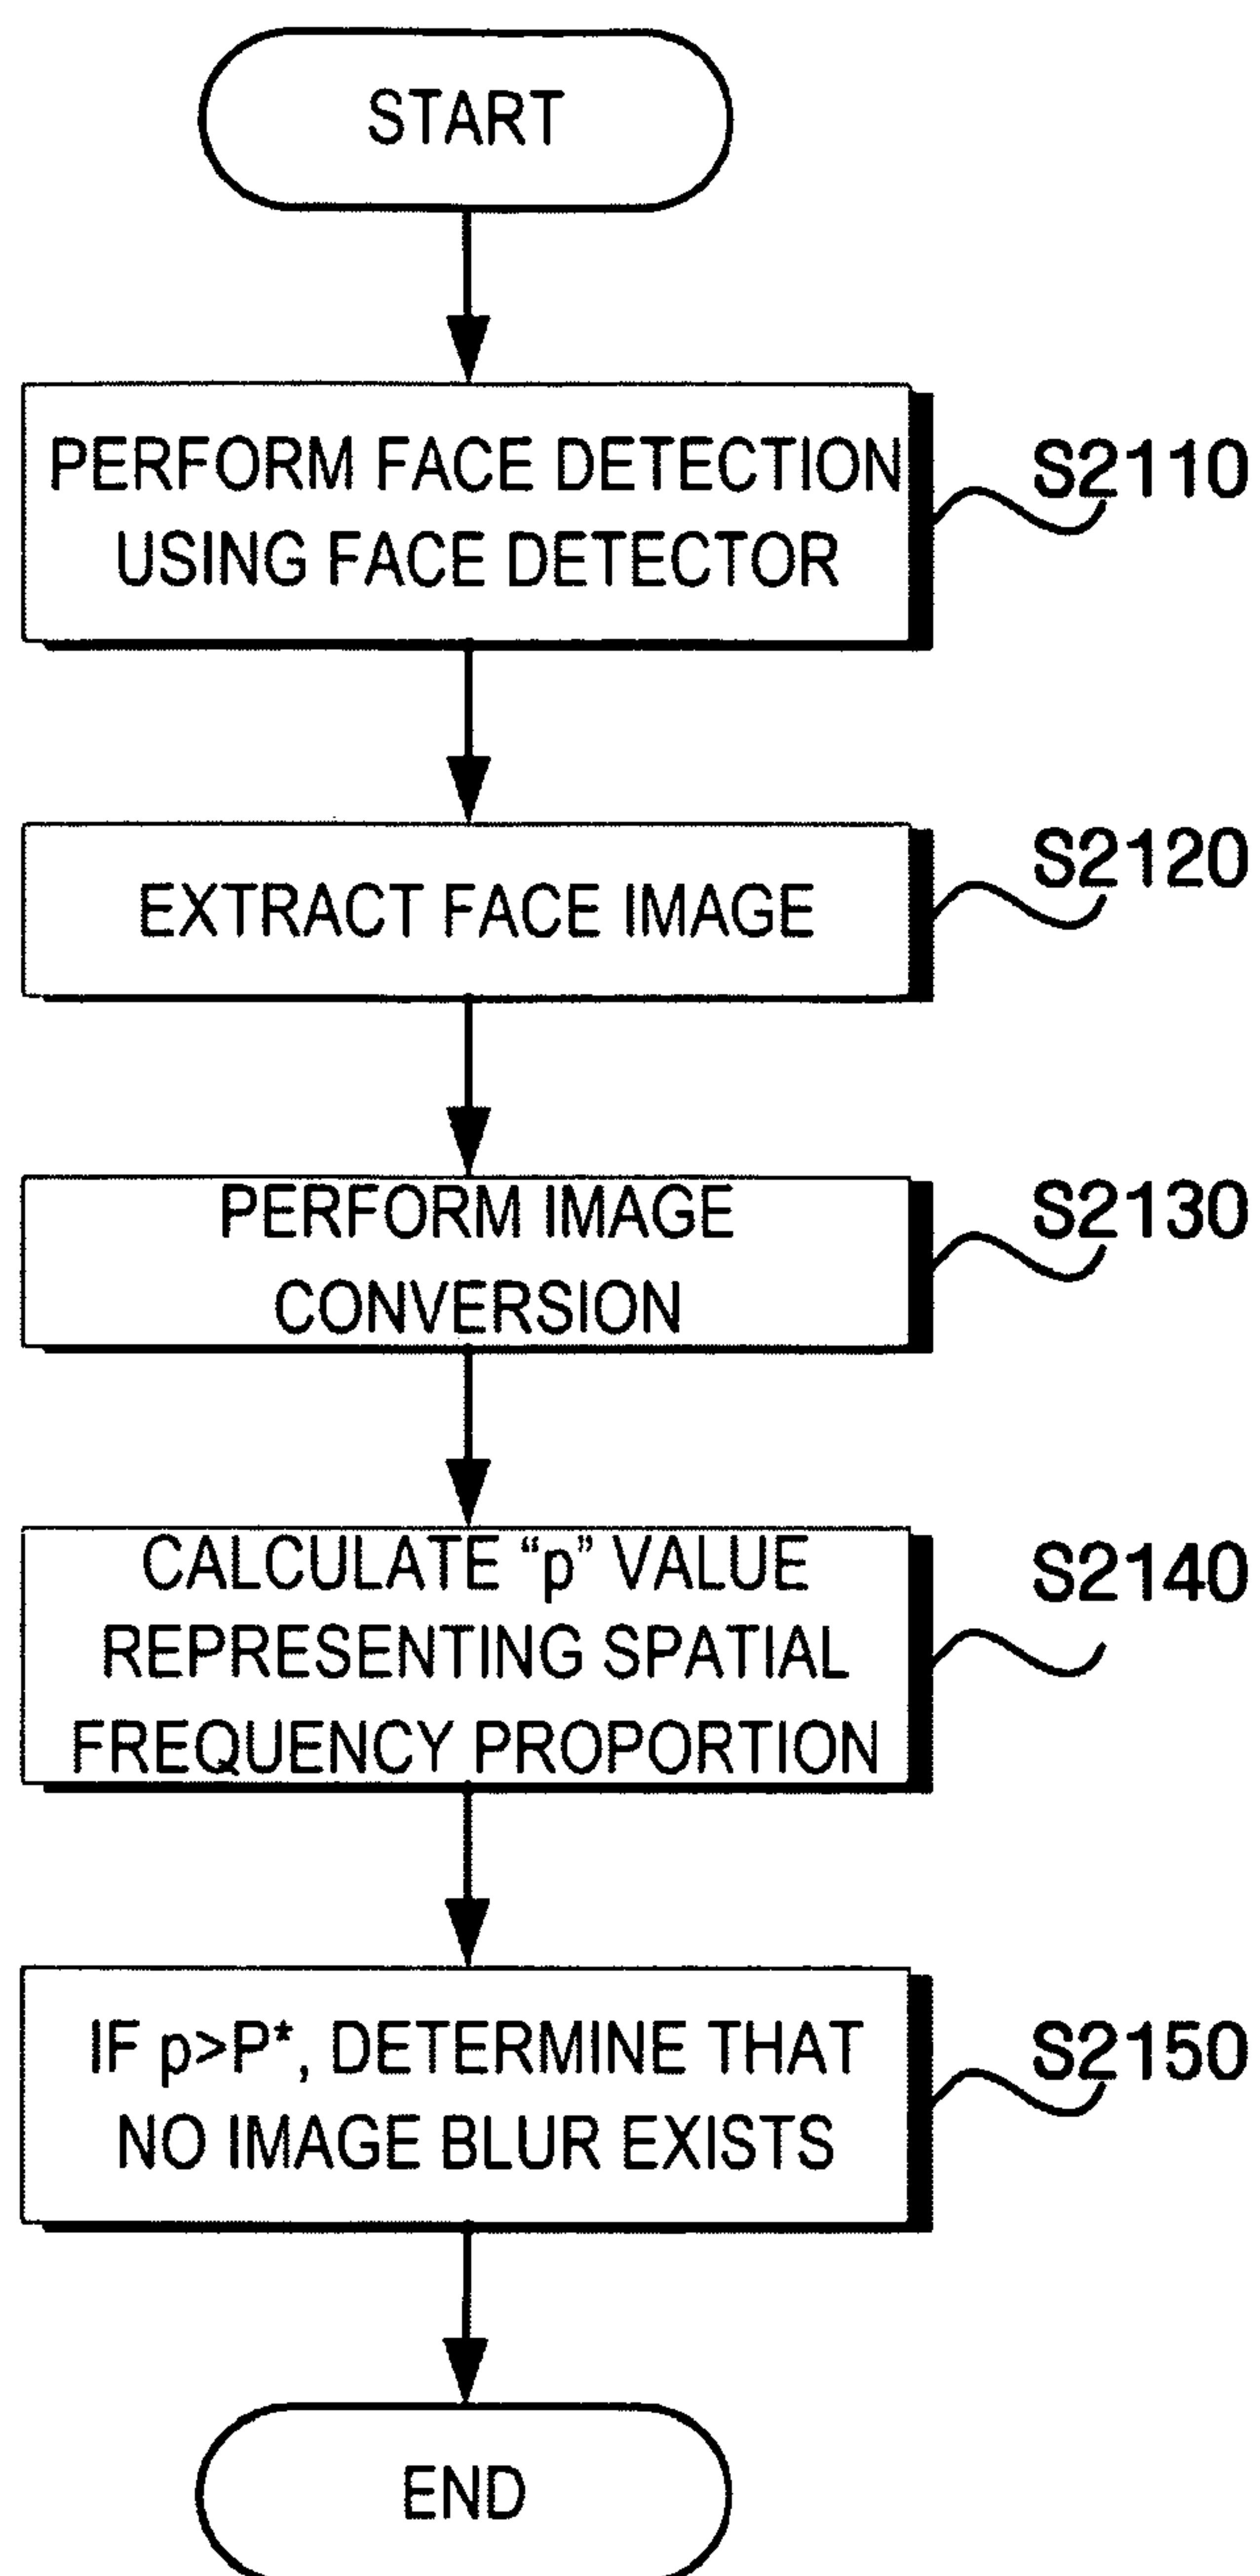 START
PERFORM FACE DETECTION
USING FACE DETECTOR
S2110
EXTRACT FACE IMAGE
S2120
PERFORM IMAGE
CONVERSION
S2130
CALCULATE “p” VALUE
REPRESENTING SPATIAL
FREQUENCY PROPORTION
S2140
IF p>P*, DETERMINE THAT
NO IMAGE BLUR EXISTS
S2150
END